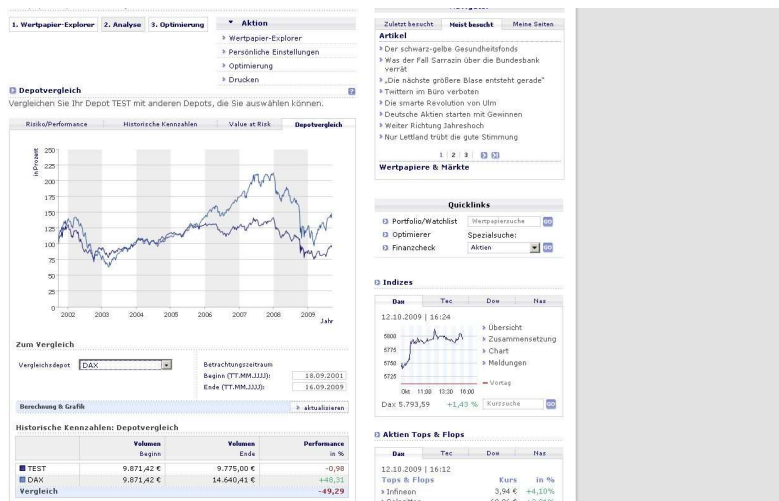 1. Wertpapier-Explorer 2. Analyse 3. Optimierung
Aktion
Wertpapier-Explorer
Persönliche Einstellungen
Optimierung
Drucken
Depotvergleich
Vergleichen Sie Ihr Depot TEST mit anderen Depots, die Sie auswählen können.
Risiko/Performance Historische Kennzahlen Value at Risk Depotvergleich
in Prozent
250
225
200
175
150
125
100
75
50
25
0
2002 2003 2004 2005 2006 2007 2008 2009
Jahr
Zum Vergleich
Vergleichsdepot DAX
Betrachtungszeitraum
Beginn (TT.MM.JJJJ): 18.09.2001
Ende (TT.MM.JJJJ): 16.09.2009
Berechnung & Grafik
aktualisieren
Historische Kennzahlen: Depotvergleich
Volumen Volumen Performance
Beginn Ende in %
TEST 9.871,42 € 9.775,00 € -0,98
DAX 9.871,42 € 14.640,41 € +48,31
Vergleich -49,29
Zuletzt besucht Meist besucht Meine Seiten
Artikel
Der schwarz-gelbe Gesundheitsfonds
Was der Fall Sarrazin über die Bundesbank
verrät
„Die nächste größere Blase entsteht gerade"
Twittern im Büro verboten
Die smarte Revolution von Ulm
Deutsche Aktien starten mit Gewinnen
Weiter Richtung Jahreshoch
Nur Lettland trübt die gute Stimmung
1 | 2 | 3
Wertpapiere & Märkte
Quicklinks
Portfolio/Watchlist Wertpapiersuche GO
Optimierer Spezialsuche:
Finanzcheck Aktien GO
Indizes
Dax Tec Dow Nas
12.10.2009 | 16:24
5800
5775
5750
5725
Okt 11:00 13:30 16:00
Übersicht
Zusammensetzung
Chart
Meldungen
Vortag
Dax 5.793,59 +1,43 % Kurssuche GO
Aktien Tops & Flops
Dax Tec Dow Nas
12.10.2009 | 16:12
Tops & Flops Kurs in %
Infineon 3,94 € +4,10%